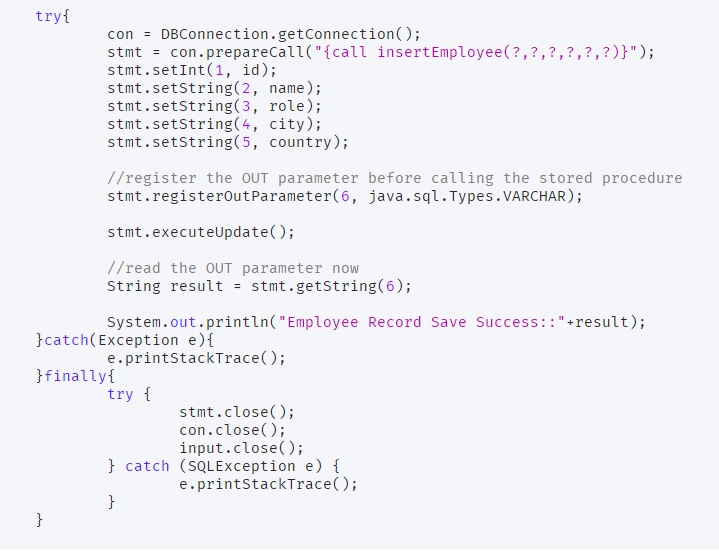 try{
con = DBConnection.getConnection();
stmt = con.prepareCall("{call insertEmployee(?,?,?,?,?,?)}");
stmt.setInt(1, id);
stmt.setString(2, name);
stmt.setString(3, role);
stmt.setString(4, city);
stmt.setString(5, country);
//register the OUT parameter before calling the stored procedure
stmt.registerOutParameter(6, java.sql.Types.VARCHAR);
stmt.executeUpdate();
//read the OUT parameter now
String result = stmt.getString(6);
System.out.println("Employee Record Save Success::"+result);
}catch(Exception e){
e.printStackTrace();
}finally{
try {
stmt.close();
con.close();
input.close();
} catch (SQLException e) {
e.printStackTrace();
}
}